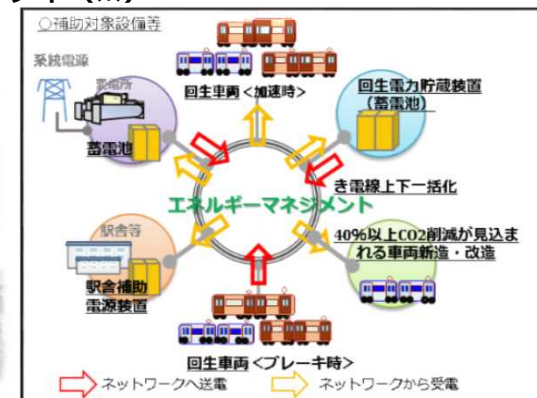 ○補助対象設備等
系統電源
変電所
蓄電池
回生車両<加速時>
回生電力貯蔵装置
（蓄電池）
き電線上下一括化
エネルギーマネジメント
駅舎等
駅舎補助
電源装置
40％以上CO2削減が見込ま
れる車両新造・改造
回生車両<ブレーキ時>
ネットワークへ送電
ネットワークから受電